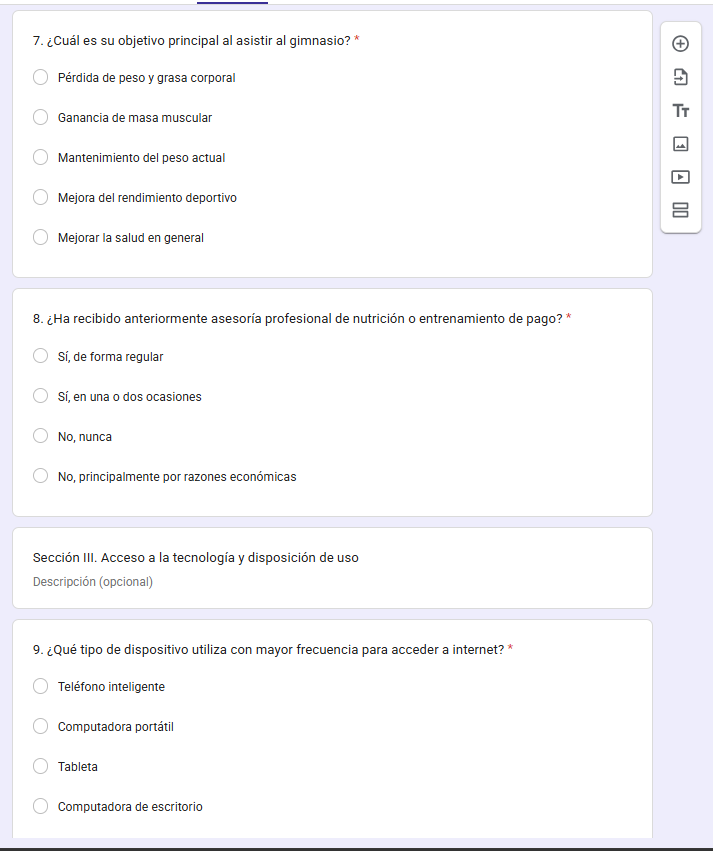 7. ¿Cuál es su objetivo principal al asistir al gimnasio? *
Pérdida de peso y grasa corporal
Ganancia de masa muscular
Mantenimiento del peso actual
Mejora del rendimiento deportivo
Mejorar la salud en general
8. ¿Ha recibido anteriormente asesoría profesional de nutrición o entrenamiento de pago? *
Sí, de forma regular
Sí, en una o dos ocasiones
No, nunca
No, principalmente por razones económicas
Sección III. Acceso a la tecnología y disposición de uso
Descripción (opcional)
9. ¿Qué tipo de dispositivo utiliza con mayor frecuencia para acceder a internet? *
Teléfono inteligente
Computadora portátil
Tableta
Computadora de escritorio